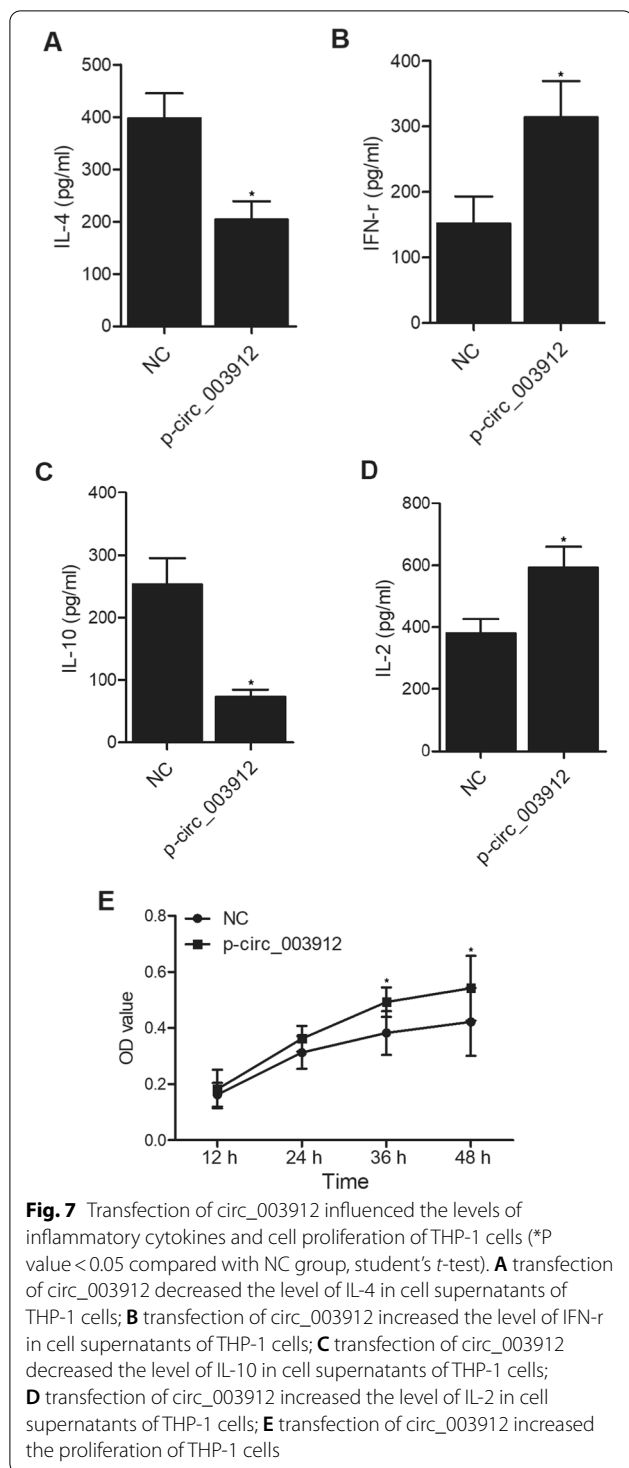 A
500
400
300
200
100
0
IL-4 (pg/ml)
*
NC
p-circ_003912
B
400
300
200
100
0
IFN-r (pg/ml)
*
NC
p-circ_003912
C
400
300
200
100
0
IL-10 (pg/ml)
*
NC
p-circ_003912
D
800
600
400
200
0
IL-2 (pg/ml)
*
NC
p-circ_003912
E
0.8
0.6
0.4
0.2
0.0
OD value
NC
p-circ_003912
*
*
12 h 24 h 36 h 48 h
Time
Fig. 7 Transfection of circ_003912 influenced the levels of
inflammatory cytokines and cell proliferation of THP-1 cells (*P
value < 0.05 compared with NC group, student's t-test). A transfection
of circ_003912 decreased the level of IL-4 in cell supernatants of
THP-1 cells; B transfection of circ_003912 increased the level of IFN-r
in cell supernatants of THP-1 cells; C transfection of circ_003912
decreased the level of IL-10 in cell supernatants of THP-1 cells;
D transfection of circ_003912 increased the level of IL-2 in cell
supernatants of THP-1 cells; E transfection of circ_003912 increased
the proliferation of THP-1 cells